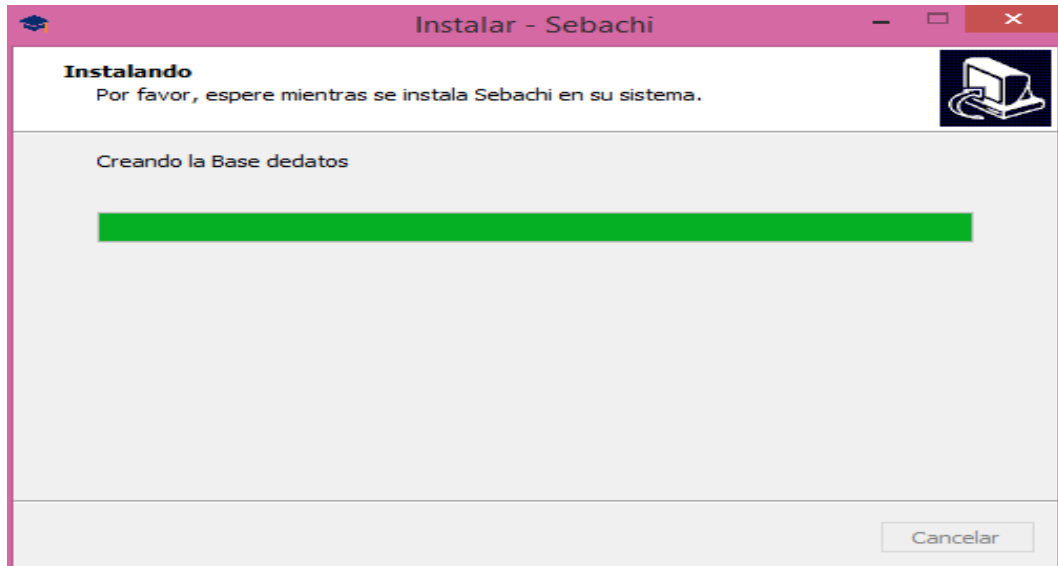 Instalar - Sebachi
Instalando
Por favor, espere mientras se instala Sebachi en su sistema.
Creando la Base dedatos
Cancelar